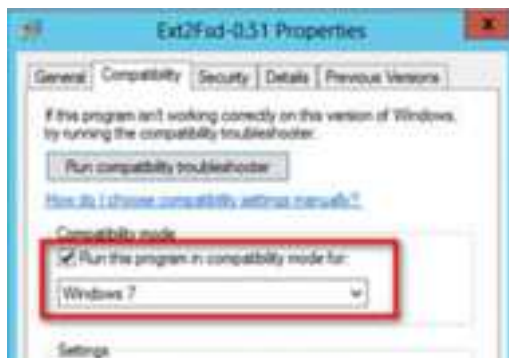 Ext2Fsd-0.51 Properties
General Compatibility Security Details Previous Versions
If this program isn't working correctly on this version of Windows,
try running the compatibility troubleshooter.
Run compatibility troubleshooter
How do I choose compatibility settings manually?
Compatibility mode
Run this program in compatibility mode for:
Windows 7
Settings